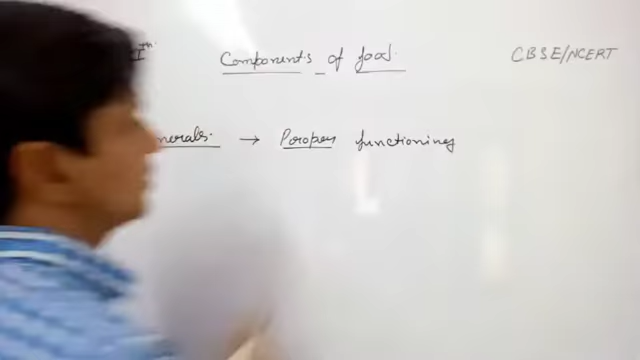 Components of food. CBSE/NCERT
nerals. → Proper functioning